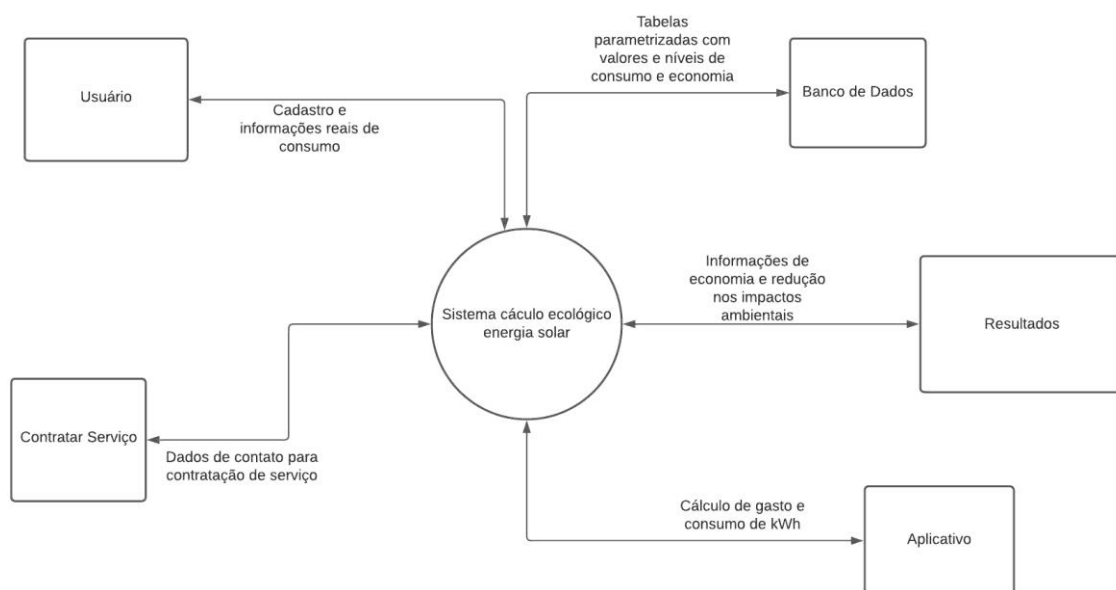 Tabelas
parametrizadas com
valores e níveis de
consumo e economia
Usuário
Banco de Dados
Cadastro e
informações reais de
consumo
Informações de
economia e redução
nos impactos
ambientais
Sistema cáculo ecológico
energia solar
Resultados
Contratar Serviço
Dados de contato para
contratação de serviço
Cálculo de gasto e
consumo de kWh
Aplicativo